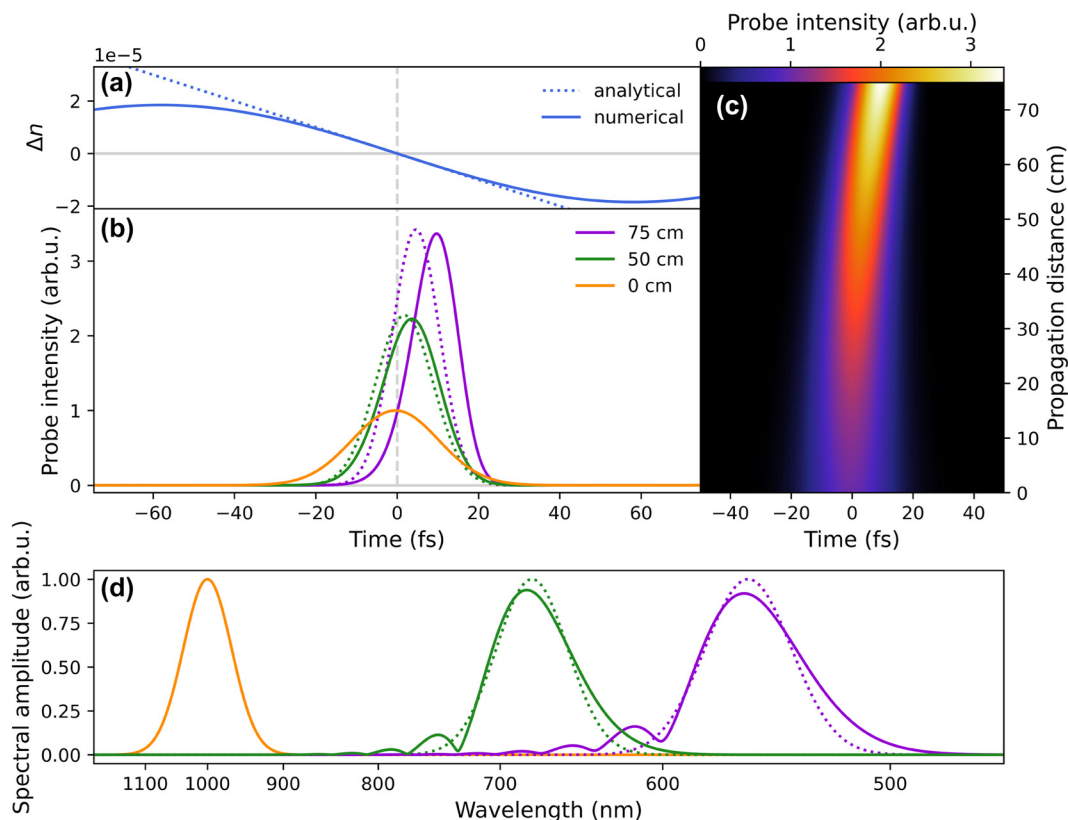 Probe intensity (arb.u.)
0 1 2 3
1e−5
(a)
analytical
numerical
2
0
−2
Δn
(b)
75 cm
50 cm
0 cm
3
2
1
0
Probe intensity (arb.u.)
−60 −40 −20 0 20 40 60
Time (fs)
(c)
70
60
50
40
30
20
10
0
Propagation distance (cm)
−40 −20 0 20 40
Time (fs)
(d)
1.00
0.75
0.50
0.25
0.00
Spectral amplitude (arb.u.)
1100 1000 900 800 700 600 500
Wavelength (nm)